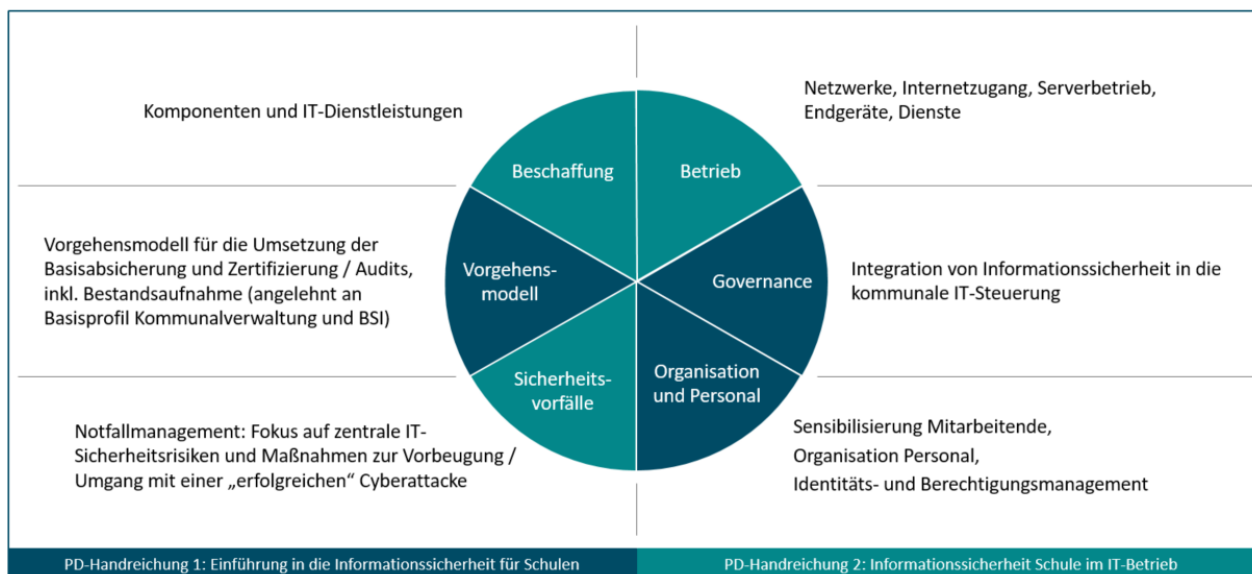 Komponenten und IT-Dienstleistungen
Netzwerke, Internetzugang, Serverbetrieb,
Endgeräte, Dienste
Beschaffung
Betrieb
Vorgehensmodell für die Umsetzung der
Basisabsicherung und Zertifizierung / Audits,
inkl. Bestandsaufnahme (angelehnt an
Basisprofil Kommunalverwaltung und BSI)
Vorgehens-
modell
Governance
Integration von Informationssicherheit in die
kommunale IT-Steuerung
Sicherheits-
vorfälle
Organisation
und Personal
Notfallmanagement: Fokus auf zentrale IT-
Sicherheitsrisiken und Maßnahmen zur Vorbeugung /
Umgang mit einer „erfolgreichen“ Cyberattacke
Sensibilisierung Mitarbeitende,
Organisation Personal,
Identitäts- und Berechtigungsmanagement
PD-Handreichung 1: Einführung in die Informationssicherheit für Schulen
PD-Handreichung 2: Informationssicherheit Schule im IT-Betrieb